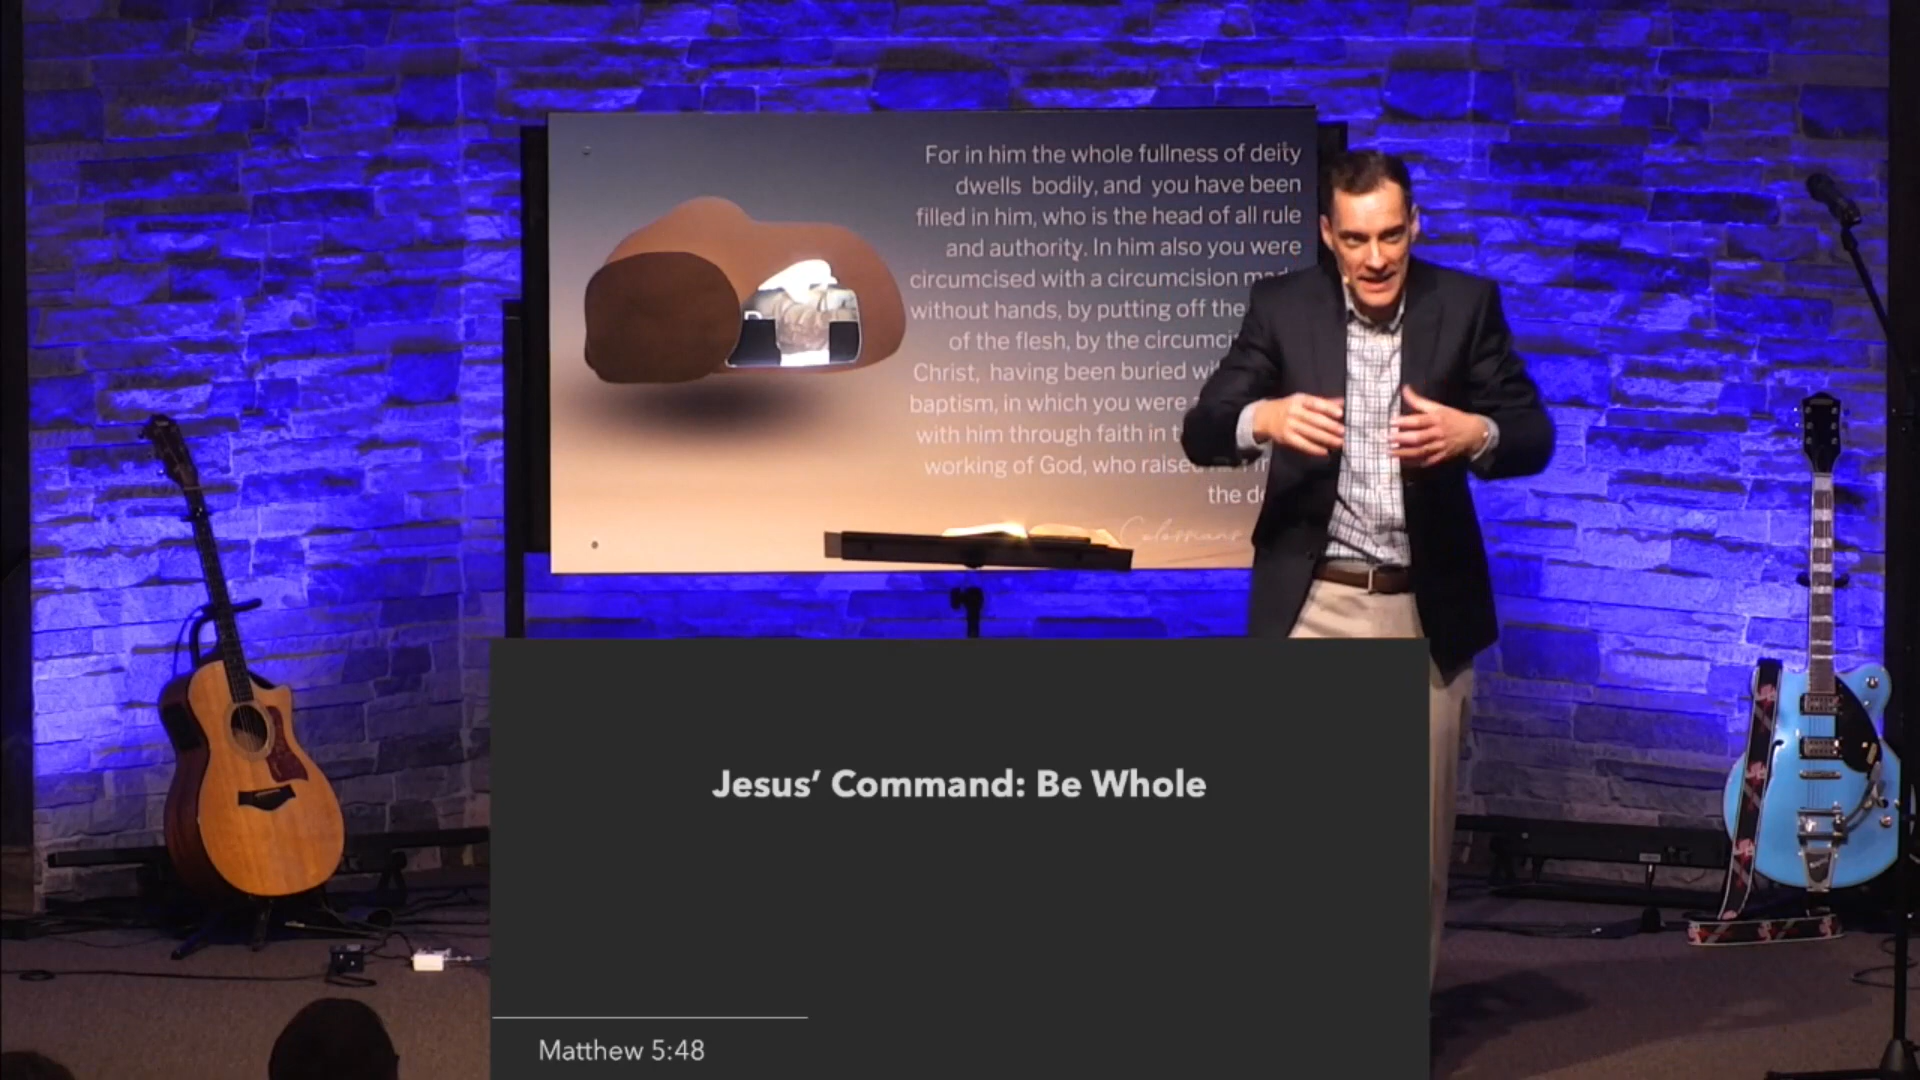 For in him the whole fullness of deity
dwells bodily, and you have been
filled in him, who is the head of all rule
and authority. In him also you were
circumcised with a circumcision
without hands, by putting off the
of the flesh, by the
Christ, having been buried
baptism, in which you were
with him through faith in
working of God, who
the
Colossians
Jesus’ Command: Be Whole
Matthew 5:48